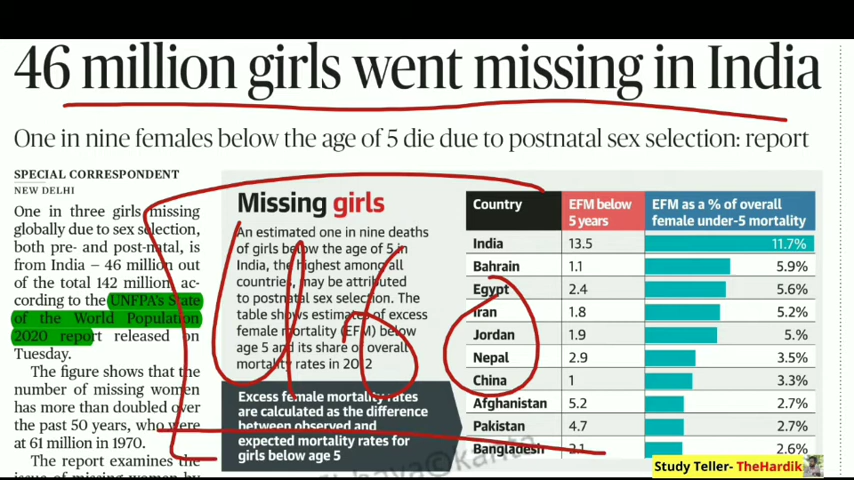 46 million girls went missing in India
One in nine females below the age of 5 die due to postnatal sex selection: report
SPECIAL CORRESPONDENT
NEW DELHI
One in three girls missing
globally due to sex selection,
both pre- and post-natal, is
from India – 46 million out
of the total 142 million, ac-
cording to the UNFPA's State
of the World Population
2020 report released on
Tuesday.
The figure shows that the
number of missing women
has more than doubled over
the past 50 years, who were
at 61 million in 1970.
The report examines the
issue of missing women by
Missing girls
An estimated one in nine deaths
of girls below the age of 5 in
India, the highest among all
countries, may be attributed
to postnatal sex selection. The
table shows estimates of excess
female mortality (EFM) below
age 5 and its share of overall
mortality rates in 2012
Excess female mortality rates
are calculated as the difference
between observed and
expected mortality rates for
girls below age 5
Country EFM below 5 years EFM as a % of overall female under-5 mortality
India 13.5 11.7%
Bahrain 1.1 5.9%
Egypt 2.4 5.6%
Iran 1.8 5.2%
Jordan 1.9 5%
Nepal 2.9 3.5%
China 1 3.3%
Afghanistan 5.2 2.7%
Pakistan 4.7 2.7%
Bangladesh 2.1 2.6%
Study Teller- TheHardik